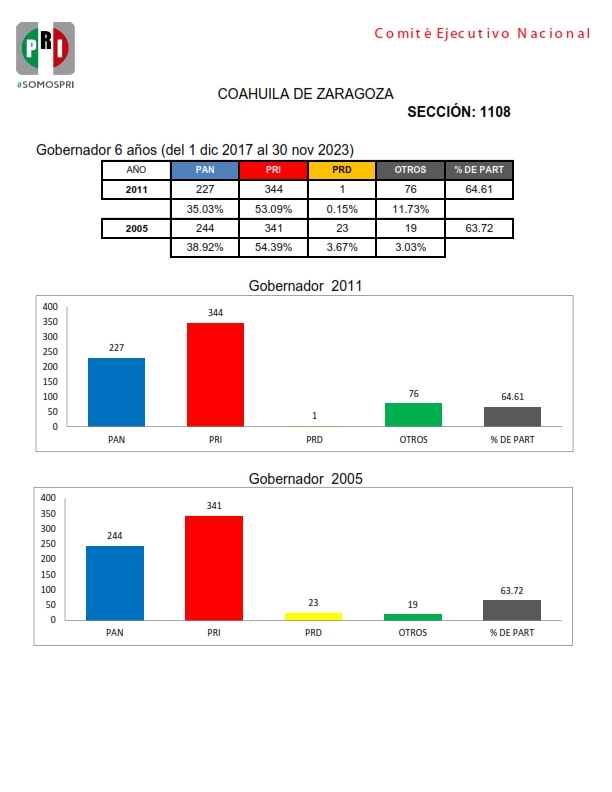 Comité Ejecutivo Nacional
PRI
#SOMOSPRI
COAHUILA DE ZARAGOZA
SECCIÓN: 1108
Gobernador 6 años (del 1 dic 2017 al 30 nov 2023)
AÑO PAN PRI PRD OTROS % DE PART
2011 227 344 1 76 64.61
35.03% 53.09% 0.15% 11.73%
2005 244 341 23 19 63.72
38.92% 54.39% 3.67% 3.03%
Gobernador 2011
400
350
300
250
200
150
100
50
0
227
344
1
76
64.61
PAN PRI PRD OTROS % DE PART
Gobernador 2005
400
350
300
250
200
150
100
50
0
244
341
23
19
63.72
PAN PRI PRD OTROS % DE PART